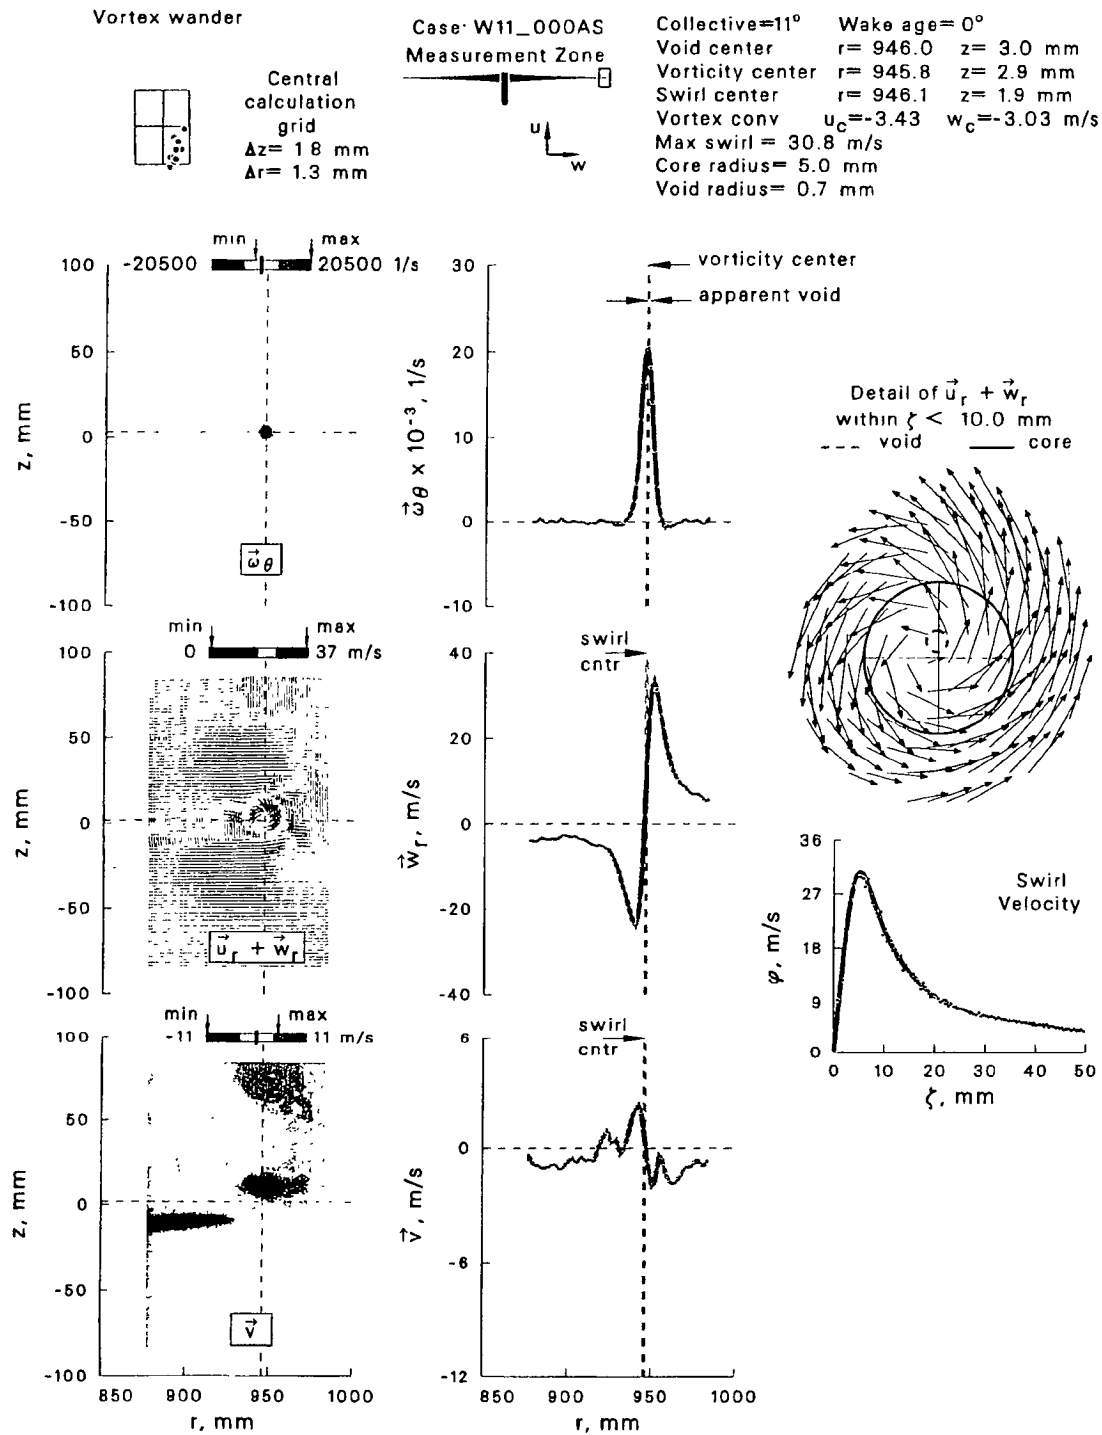 Vortex wander
Central
calculation
grid
Δz= 1.8 mm
Δr= 1.3 mm
Case: W11_000AS
Measurement Zone
u
w
Collective=11° Wake age= 0°
Void center r= 946.0 z= 3.0 mm
Vorticity center r= 945.8 z= 2.9 mm
Swirl center r= 946.1 z= 1.9 mm
Vortex conv u_c=-3.43 w_c=-3.03 m/s
Max swirl = 30.8 m/s
Core radius= 5.0 mm
Void radius= 0.7 mm
min max
-20500 20500 1/s
100
50
0
-50
-100
z, mm
ω⃗θ
30
20
10
0
-10
ω⃗θ x 10⁻³, 1/s
vorticity center
apparent void
Detail of u⃗r + w⃗r
within ζ < 10.0 mm
void core
min max
0 37 m/s
100
50
0
-50
-100
z, mm
u⃗r + w⃗r
swirl
cntr
40
20
0
-20
-40
w⃗r, m/s
36
27
18
9
0
φ, m/s
Swirl
Velocity
0 10 20 30 40 50
ζ, mm
min max
-11 11 m/s
100
50
0
-50
-100
z, mm
v⃗
850 900 950 1000
r, mm
swirl
cntr
6
0
-6
-12
v⃗, m/s
850 900 950 1000
r, mm